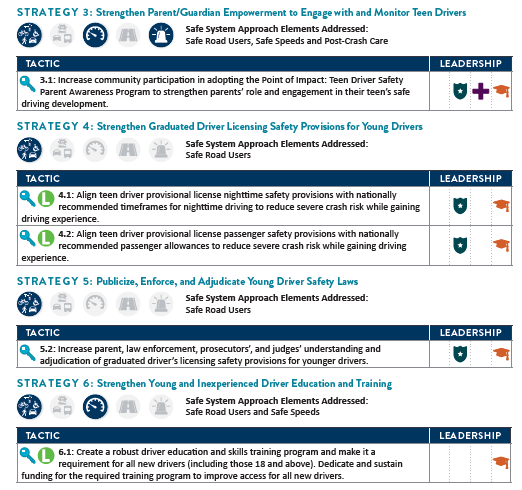 STRATEGY 3: Strengthen Parent/Guardian Empowerment to Engage with and Monitor Teen Drivers
Safe System Approach Elements Addressed:
Safe Road Users, Safe Speeds and Post-Crash Care
TACTIC LEADERSHIP
3.1: Increase community participation in adopting the Point of Impact: Teen Driver Safety
Parent Awareness Program to strengthen parents' role and engagement in their teen's safe
driving development.
STRATEGY 4: Strengthen Graduated Driver Licensing Safety Provisions for Young Drivers
Safe System Approach Elements Addressed:
Safe Road Users
TACTIC LEADERSHIP
L 4.1: Align teen driver provisional license nighttime safety provisions with nationally
recommended timeframes for nighttime driving to reduce severe crash risk while gaining
driving experience.
L 4.2: Align teen driver provisional license passenger safety provisions with nationally
recommended passenger allowances to reduce severe crash risk while gaining driving
experience.
STRATEGY 5: Publicize, Enforce, and Adjudicate Young Driver Safety Laws
Safe System Approach Elements Addressed:
Safe Road Users
TACTIC LEADERSHIP
5.2: Increase parent, law enforcement, prosecutors', and judges' understanding and
adjudication of graduated driver's licensing safety provisions for younger drivers.
STRATEGY 6: Strengthen Young and Inexperienced Driver Education and Training
Safe System Approach Elements Addressed:
Safe Road Users and Safe Speeds
TACTIC LEADERSHIP
L 6.1: Create a robust driver education and skills training program and make it a
requirement for all new drivers (including those 18 and above). Dedicate and sustain
funding for the required training program to improve access for all new drivers.